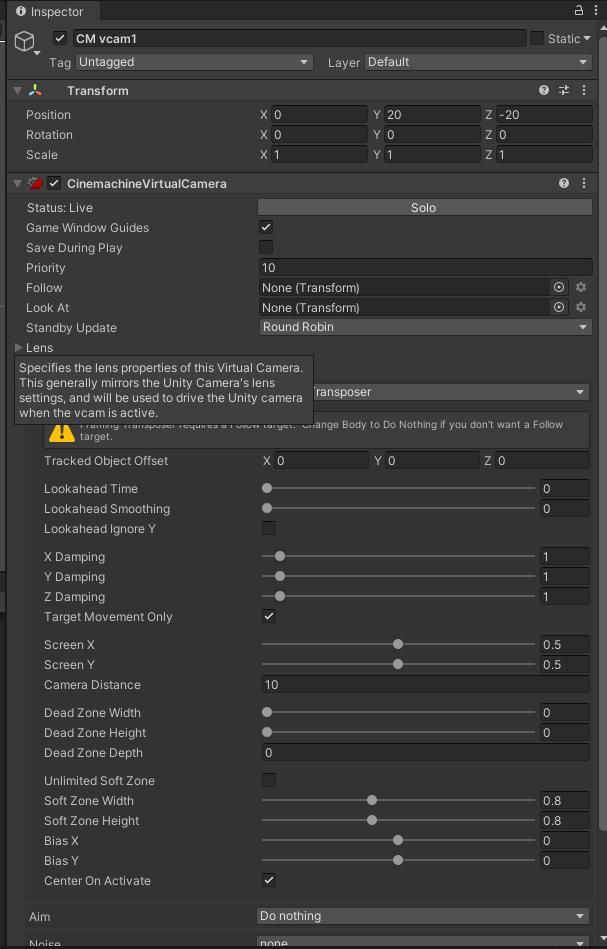 Inspector
CM vcam1 Static
Tag Untagged Layer Default
Transform
Position X 0 Y 20 Z -20
Rotation X 0 Y 0 Z 0
Scale X 1 Y 1 Z 1
CinemachineVirtualCamera
Status: Live Solo
Game Window Guides
Save During Play
Priority 10
Follow None (Transform)
Look At None (Transform)
Standby Update Round Robin
Lens
Specifies the lens properties of this Virtual Camera.
This generally mirrors the Unity Camera's lens
settings, and will be used to drive the Unity camera
when the vcam is active.
Transposer
Framing Transposer requires a Follow target. Change Body to Do Nothing if you don't want a Follow
target.
Tracked Object Offset X 0 Y 0 Z 0
Lookahead Time 0
Lookahead Smoothing 0
Lookahead Ignore Y
X Damping 1
Y Damping 1
Z Damping 1
Target Movement Only
Screen X 0.5
Screen Y 0.5
Camera Distance 10
Dead Zone Width 0
Dead Zone Height 0
Dead Zone Depth 0
Unlimited Soft Zone
Soft Zone Width 0.8
Soft Zone Height 0.8
Bias X 0
Bias Y 0
Center On Activate
Aim Do nothing
Noise none